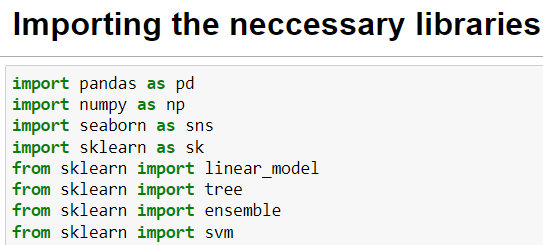 Importing the neccessary libraries
import pandas as pd
import numpy as np
import seaborn as sns
import sklearn as sk
from sklearn import linear_model
from sklearn import tree
from sklearn import ensemble
from sklearn import svm